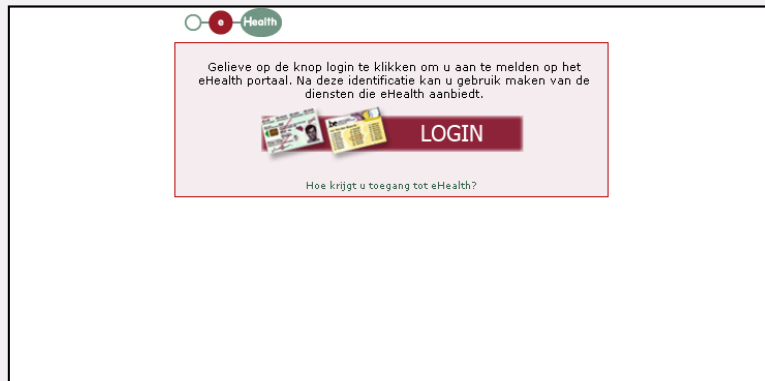 e Health
Gelieve op de knop login te klikken om u aan te melden op het
eHealth portaal. Na deze identificatie kan u gebruik maken van de
diensten die eHealth aanbiedt.
be
LOGIN
Hoe krijgt u toegang tot eHealth?